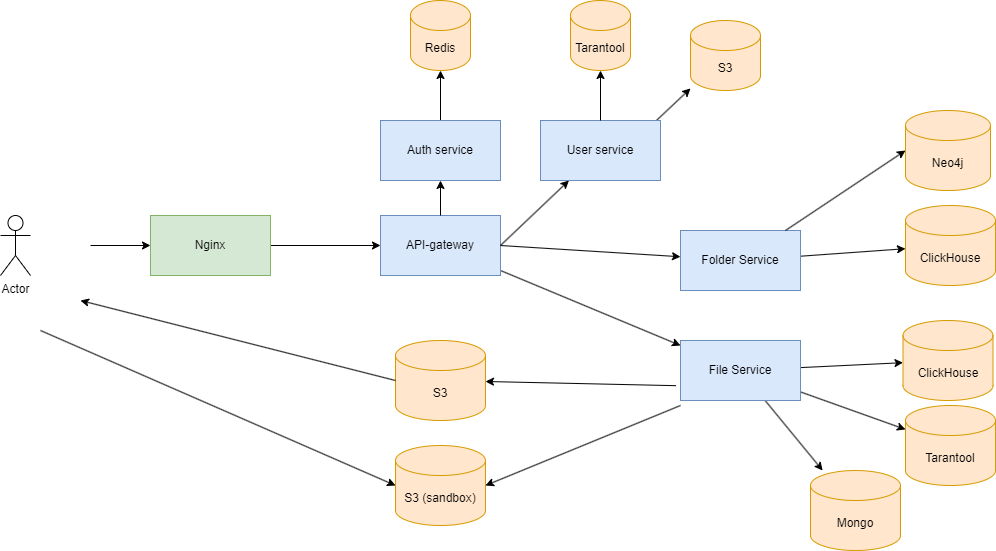 Redis
Tarantool
S3
Auth service
User service
Neo4j
Nginx
API-gateway
Folder Service
ClickHouse
Actor
S3
File Service
ClickHouse
Tarantool
S3 (sandbox)
Mongo